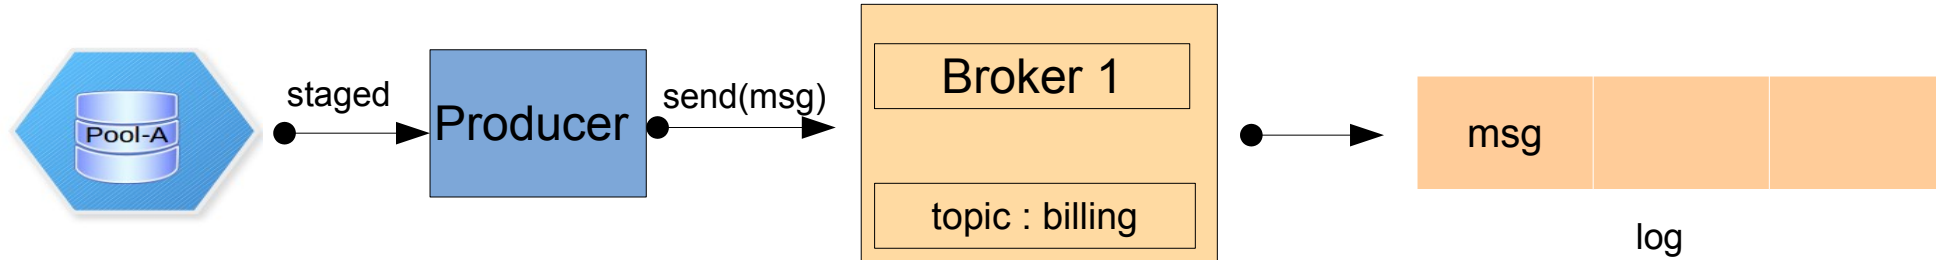 Pool-A
staged
Producer
send(msg)
Broker 1
topic : billing
msg
log